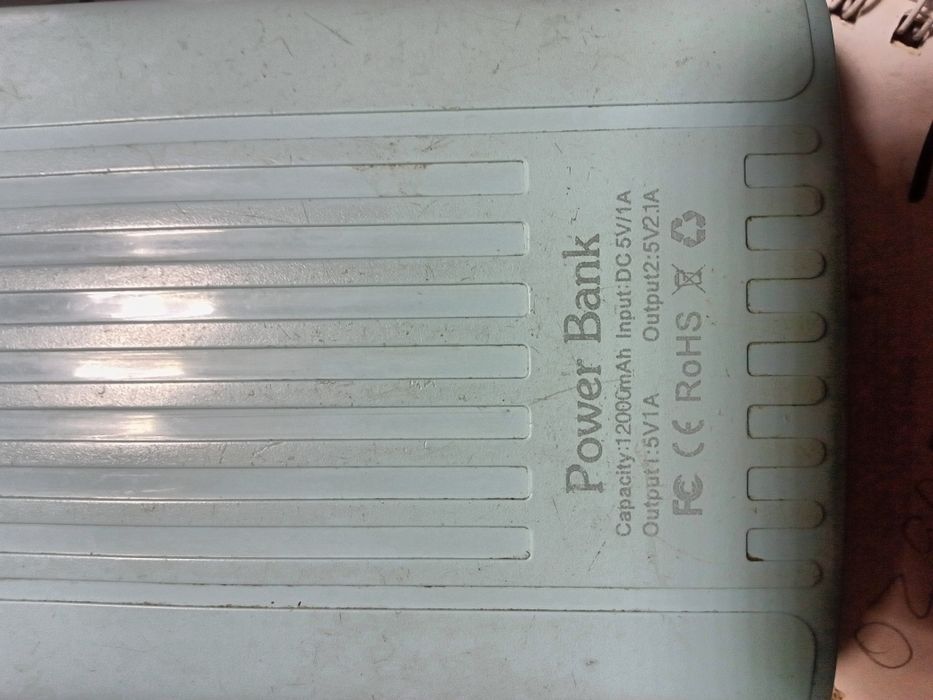 Power Bank
Capacity:12000mAh Input:DC 5V/1A
Output1:5V1A Output2:5V2.1A
FC CE RoHS